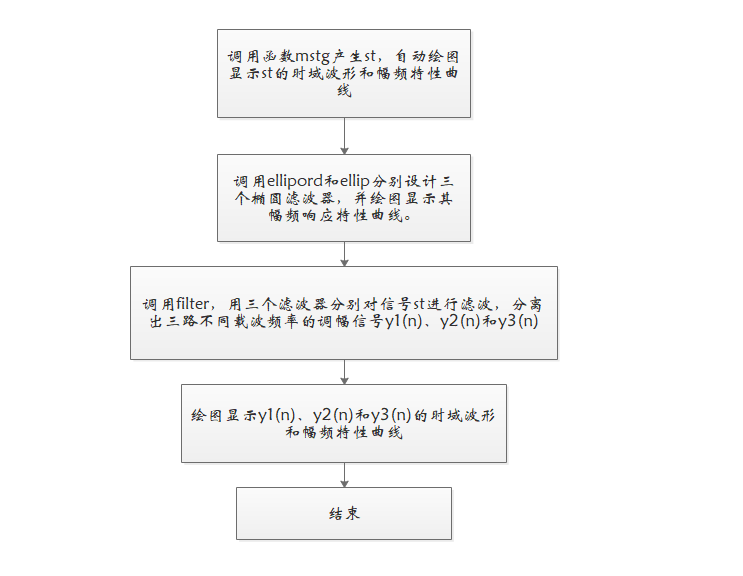 调用函数mstg产生st，自动绘图
显示st的时域波形和幅频特性曲
线
调用ellipord和ellip分别设计三
个椭圆滤波器，并绘图显示其
幅频响应特性曲线。
调用filter，用三个滤波器分别对信号st进行滤波，分离
出三路不同载波频率的调幅信号y1(n)、y2(n)和y3(n)
绘图显示y1(n)、y2(n)和y3(n)的时域波形
和幅频特性曲线
结束